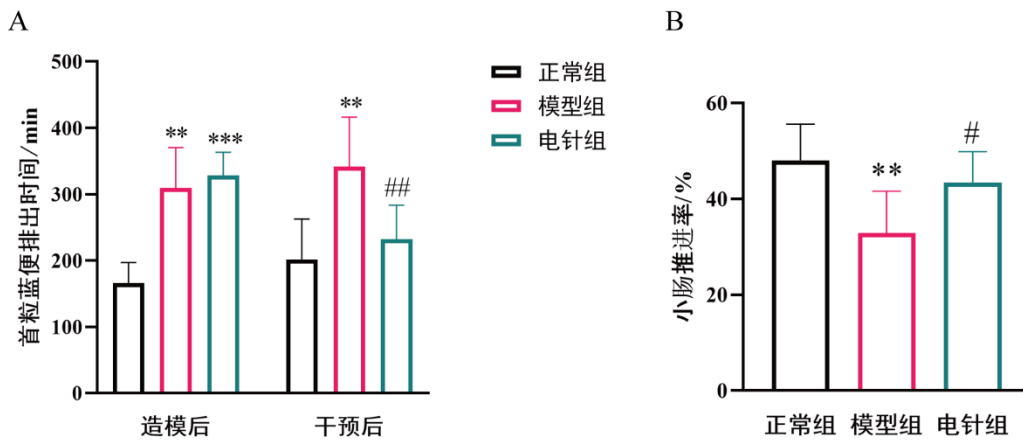 A
首粒蓝便排出时间/min
500
400
300
200
100
0
**
***
**
##
造模后
干预后
正常组
模型组
电针组
B
小肠推进率/%
60
40
20
0
**
#
正常组
模型组
电针组